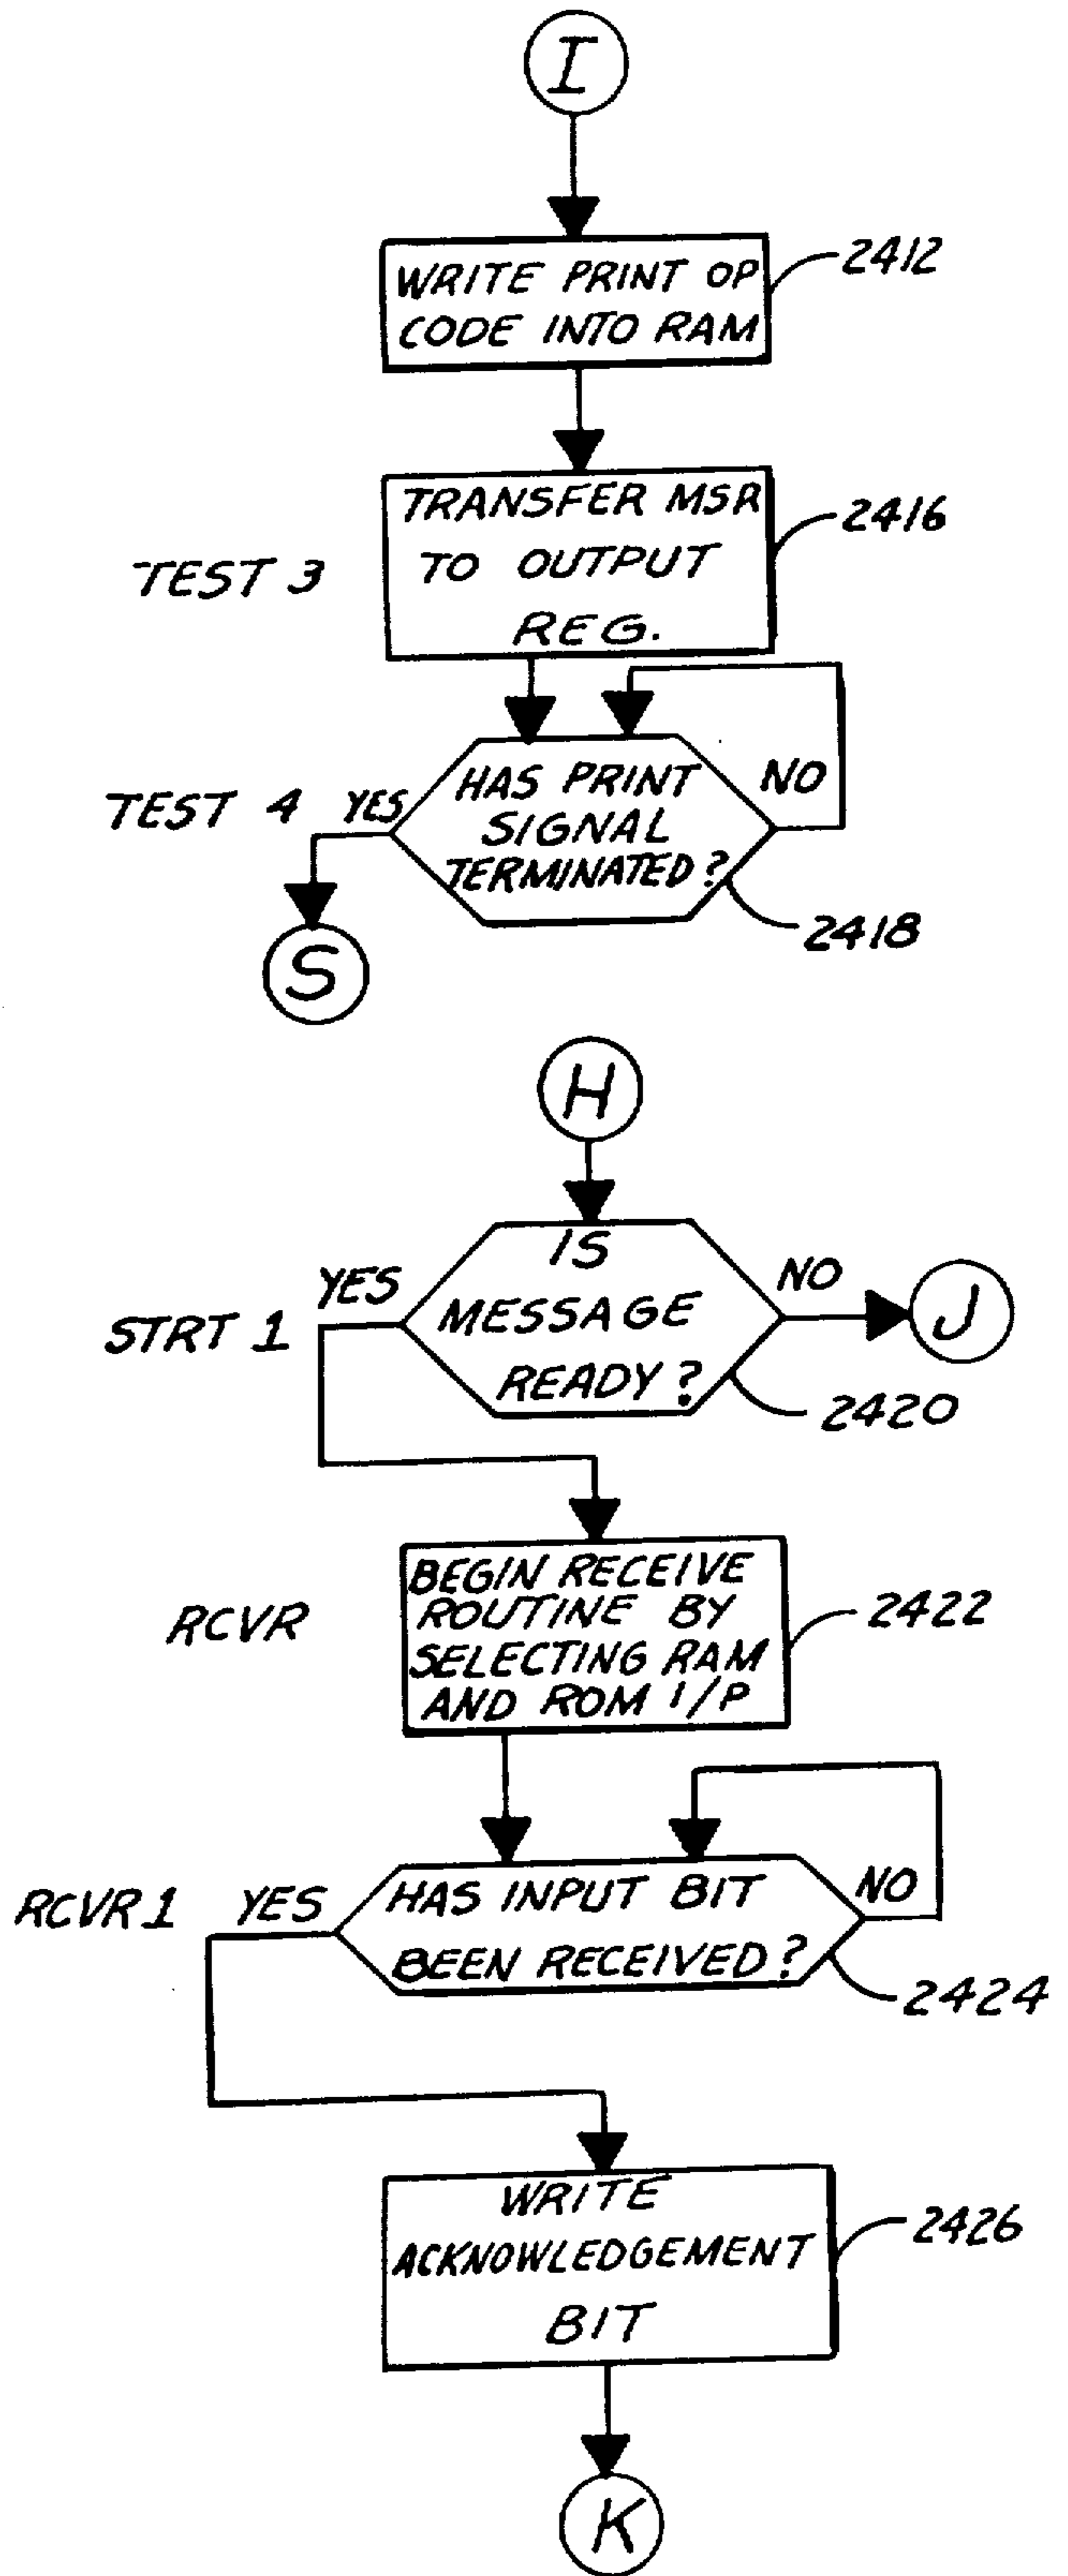 I
WRITE PRINT OP
CODE INTO RAM
2412
TRANSFER MSR
TO OUTPUT
REG.
2416
TEST 3
TEST 4
YES
HAS PRINT
SIGNAL
TERMINATED?
NO
2418
S
H
STRT 1
YES
IS
MESSAGE
READY?
NO
J
2420
RCVR
BEGIN RECEIVE
ROUTINE BY
SELECTING RAM
AND ROM I/P
2422
RCVR1
YES
HAS INPUT BIT
BEEN RECEIVED?
NO
2424
WRITE
ACKNOWLEDGEMENT
BIT
2426
K